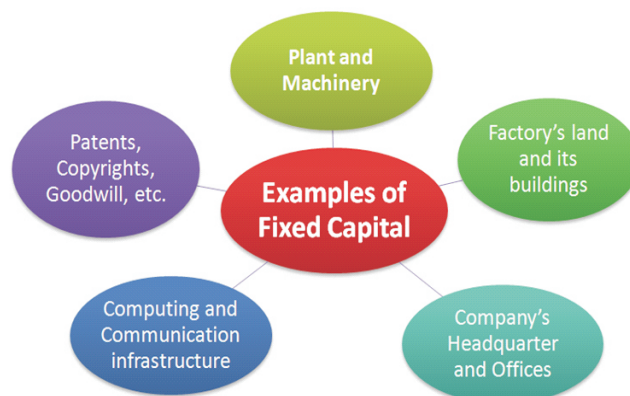 Plant and
Machinery
Patents,
Copyrights,
Goodwill, etc.
Factory's land
and its
buildings
Examples of
Fixed Capital
Computing and
Communication
infrastructure
Company's
Headquarter
and Offices